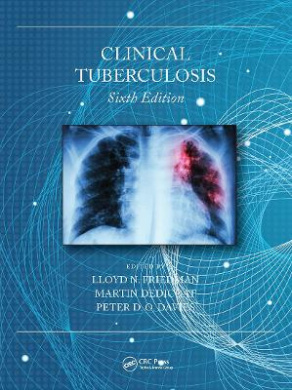 CLINICAL
TUBERCULOSIS
Sixth Edition
EDITED BY
LLOYD N. FRIEDMAN
MARTIN DEDICOAT
PETER D. O. DAVIES
CRC Press